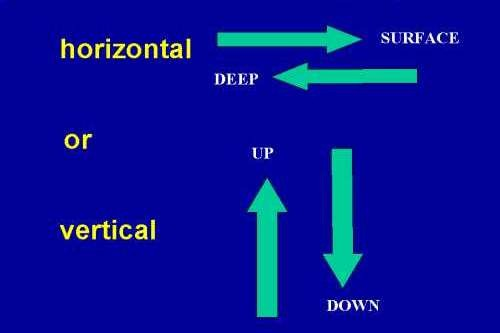 horizontal
SURFACE
DEEP
or
UP
vertical
DOWN